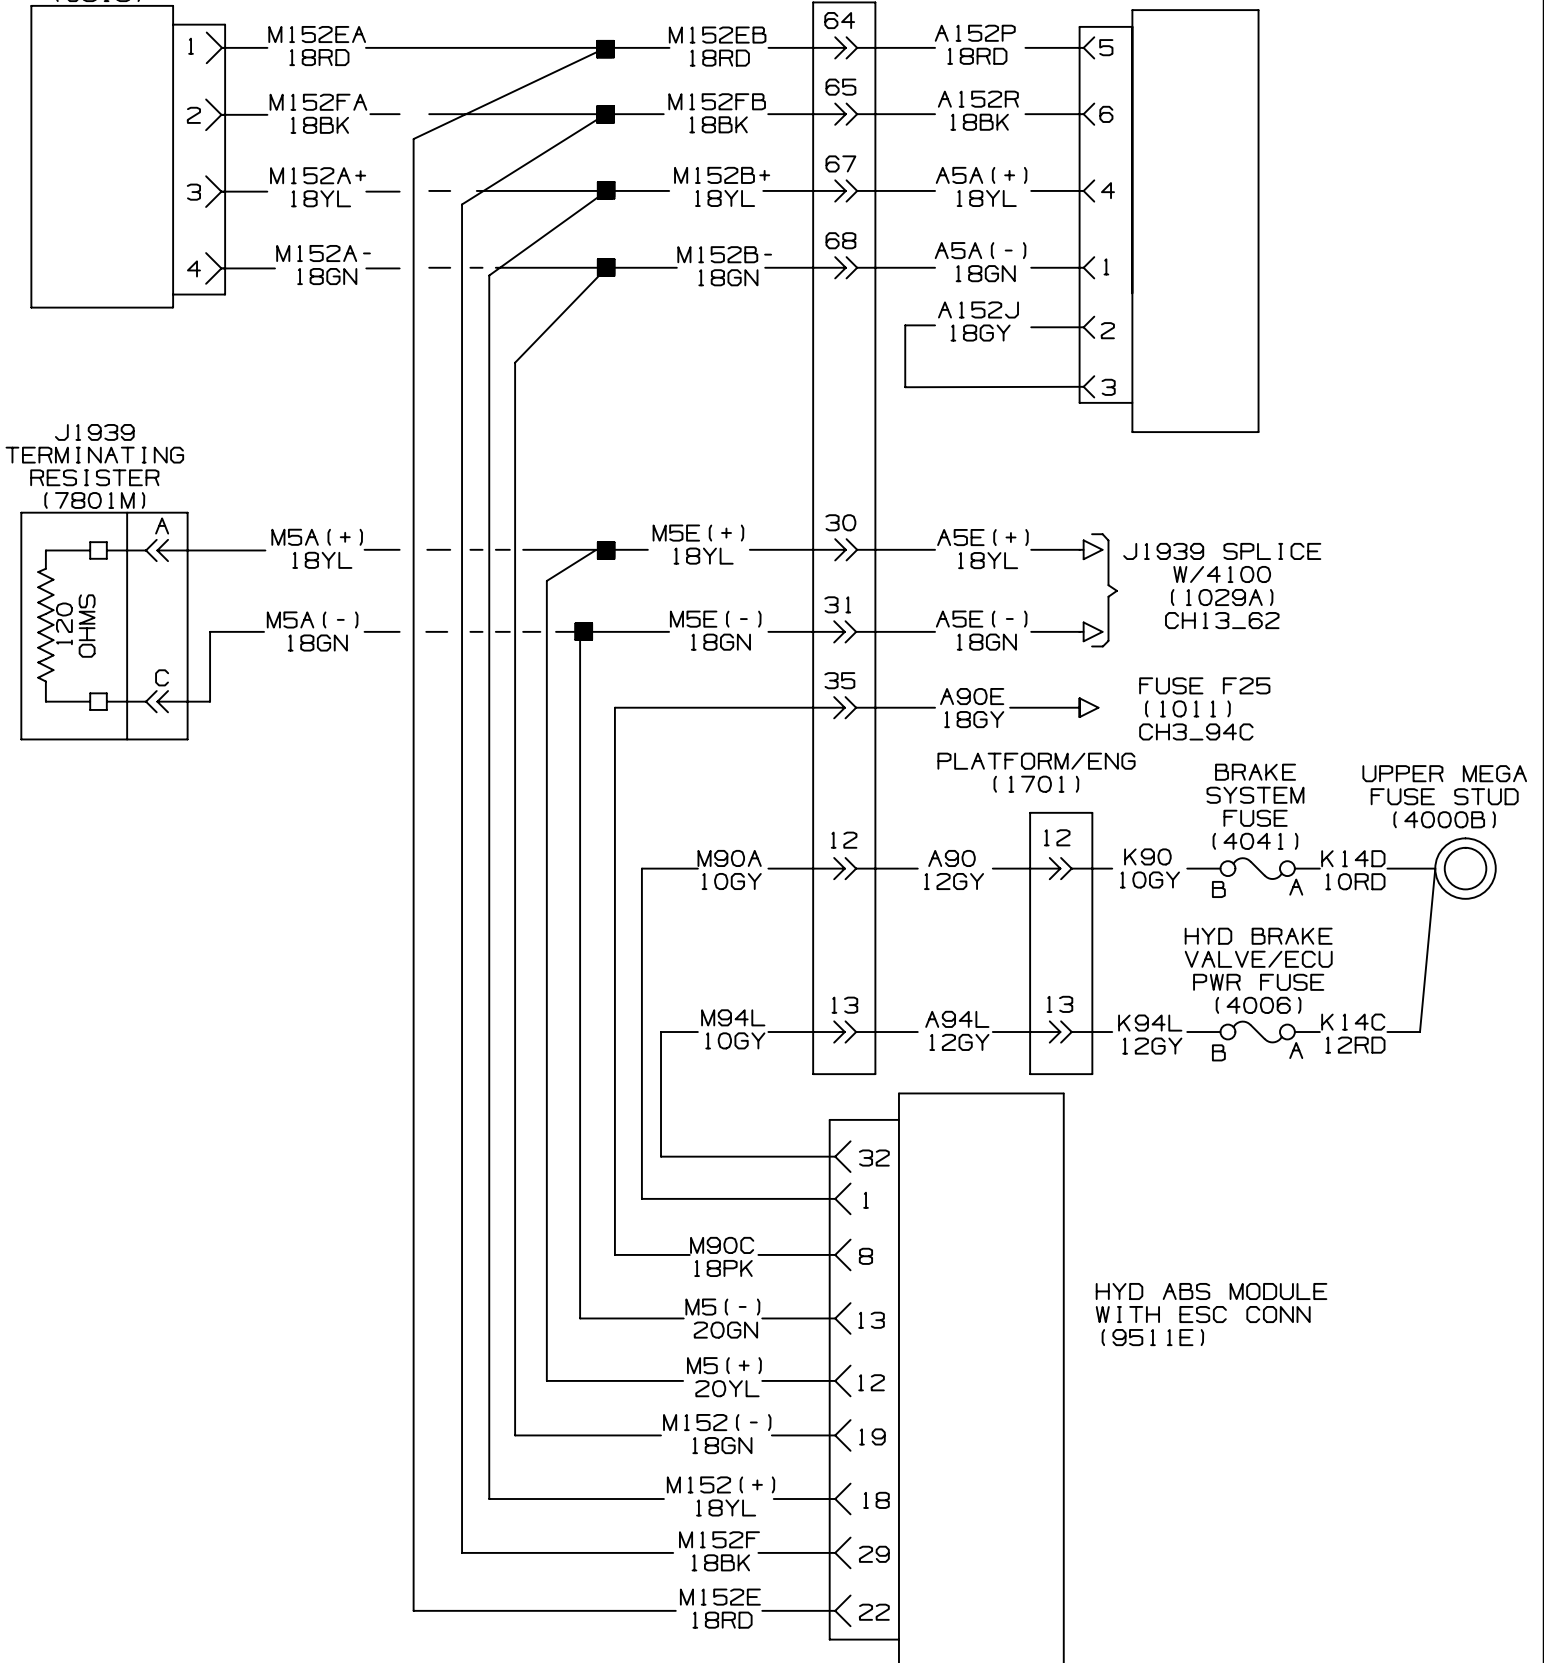 1
M152EA
18RD
M152EB
18RD
64
A152P
18RD
5
2
M152FA
18BK
M152FB
18BK
65
A152R
18BK
6
3
M152A+
18YL
M152B+
18YL
67
A5A(+)
18YL
4
4
M152A-
18GN
M152B-
18GN
68
A5A(-)
18GN
1
A152J
18GY
2
3
J1939
TERMINATING
RESISTER
(7801M)
A
120
OHMS
C
M5A(+)
18YL
M5E(+)
18YL
30
A5E(+)
18YL
M5A(-)
18GN
M5E(-)
18GN
31
A5E(-)
18GN
J1939 SPLICE
W/4100
(1029A)
CH13_62
35
A90E
18GY
FUSE F25
(1011)
CH3_94C
PLATFORM/ENG
(1701)
BRAKE
SYSTEM
FUSE
(4041)
UPPER MEGA
FUSE STUD
(4000B)
M90A
10GY
12
A90
12GY
12
K90
10GY
B
A
K14D
10RD
HYD BRAKE
VALVE/ECU
PWR FUSE
(4006)
M94L
10GY
13
A94L
12GY
13
K94L
12GY
B
A
K14C
12RD
32
1
M90C
18PK
8
M5(-)
20GN
13
M5(+)
20YL
12
M152(-)
18GN
19
M152(+)
18YL
18
M152F
18BK
29
M152E
18RD
22
HYD ABS MODULE
WITH ESC CONN
(9511E)